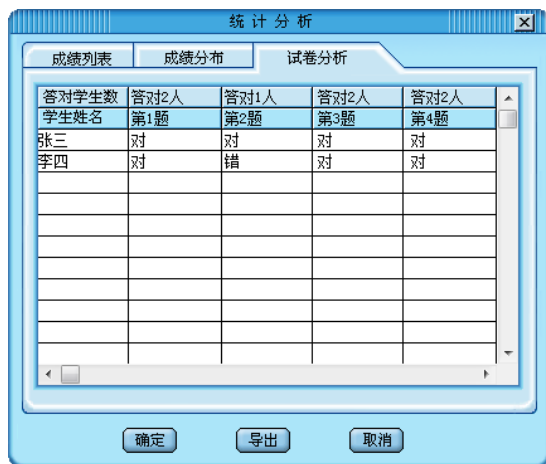 统计分析
成绩列表 成绩分布 试卷分析
答对学生数 答对2人 答对1人 答对2人 答对2人
学生姓名 第1题 第2题 第3题 第4题
张三 对 对 对 对
李四 对 错 对 对
确定 导出 取消